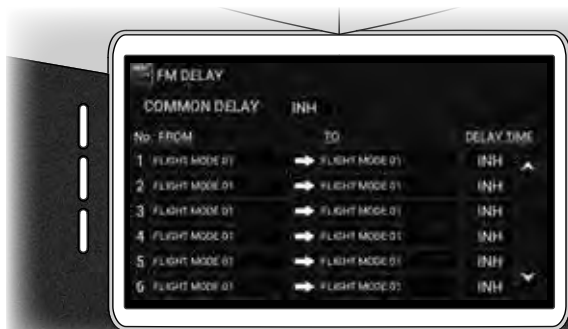 FM DELAY
COMMON DELAY INH
No. FROM TO DELAY TIME
1 FLIGHT MODE 01 FLIGHT MODE 01 INH
2 FLIGHT MODE 01 FLIGHT MODE 01 INH
3 FLIGHT MODE 01 FLIGHT MODE 01 INH
4 FLIGHT MODE 01 FLIGHT MODE 01 INH
5 FLIGHT MODE 01 FLIGHT MODE 01 INH
6 FLIGHT MODE 01 FLIGHT MODE 01 INH